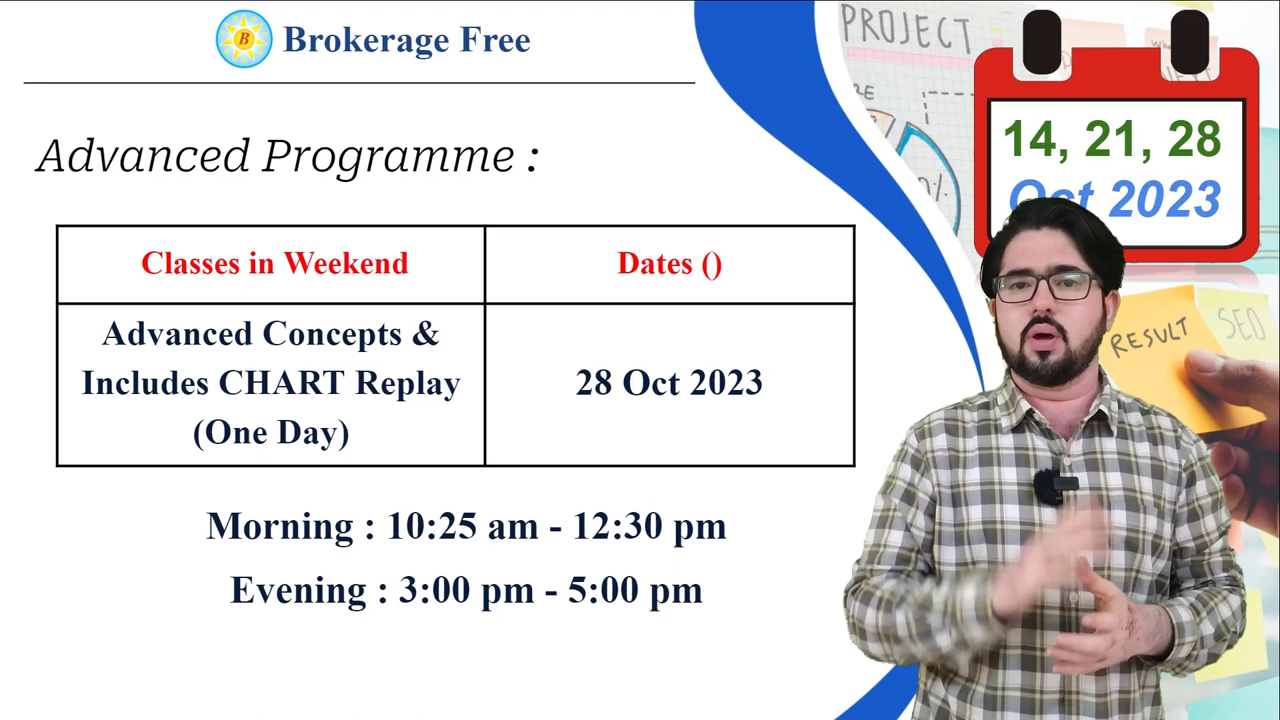 B
Brokerage Free
Advanced Programme :
Classes in Weekend
Dates ()
Advanced Concepts &
Includes CHART Replay
(One Day)
28 Oct 2023
Morning : 10:25 am - 12:30 pm
Evening : 3:00 pm - 5:00 pm
PROJECT
14, 21, 28
Oct 2023
RESULT
SEO